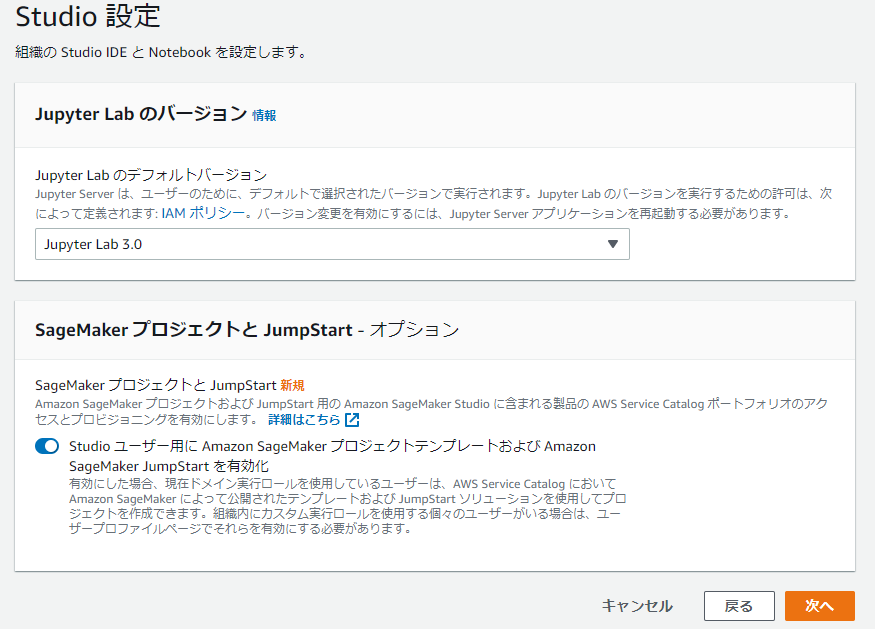 Studio 設定
組織の Studio IDE と Notebook を設定します。
Jupyter Lab のバージョン 情報
Jupyter Lab のデフォルトバージョン
Jupyter Server は、ユーザーのために、デフォルトで選択されたバージョンで実行されます。Jupyter Lab のバージョンを実行するための許可は、次
によって定義されます: IAM ポリシー。バージョン変更を有効にするには、Jupyter Server アプリケーションを再起動する必要があります。
Jupyter Lab 3.0
SageMaker プロジェクトと JumpStart - オプション
SageMaker プロジェクトと JumpStart 新規
Amazon SageMaker プロジェクトおよび JumpStart 用の Amazon SageMaker Studio に含まれる製品の AWS Service Catalog ポートフォリオのアク
セスとプロビジョニングを有効にします。 詳細はこちら
Studio ユーザー用に Amazon SageMaker プロジェクトテンプレートおよび Amazon
SageMaker JumpStart を有効化
有効にした場合、現在ドメイン実行ロールを使用しているユーザーは、AWS Service Catalog において
Amazon SageMaker によって公開されたテンプレートおよび JumpStart ソリューションを使用してプロ
ジェクトを作成できます。組織内にカスタム実行ロールを使用する個々のユーザーがいる場合は、ユー
ザープロファイルページでそれらを有効にする必要があります。
キャンセル 戻る 次へ